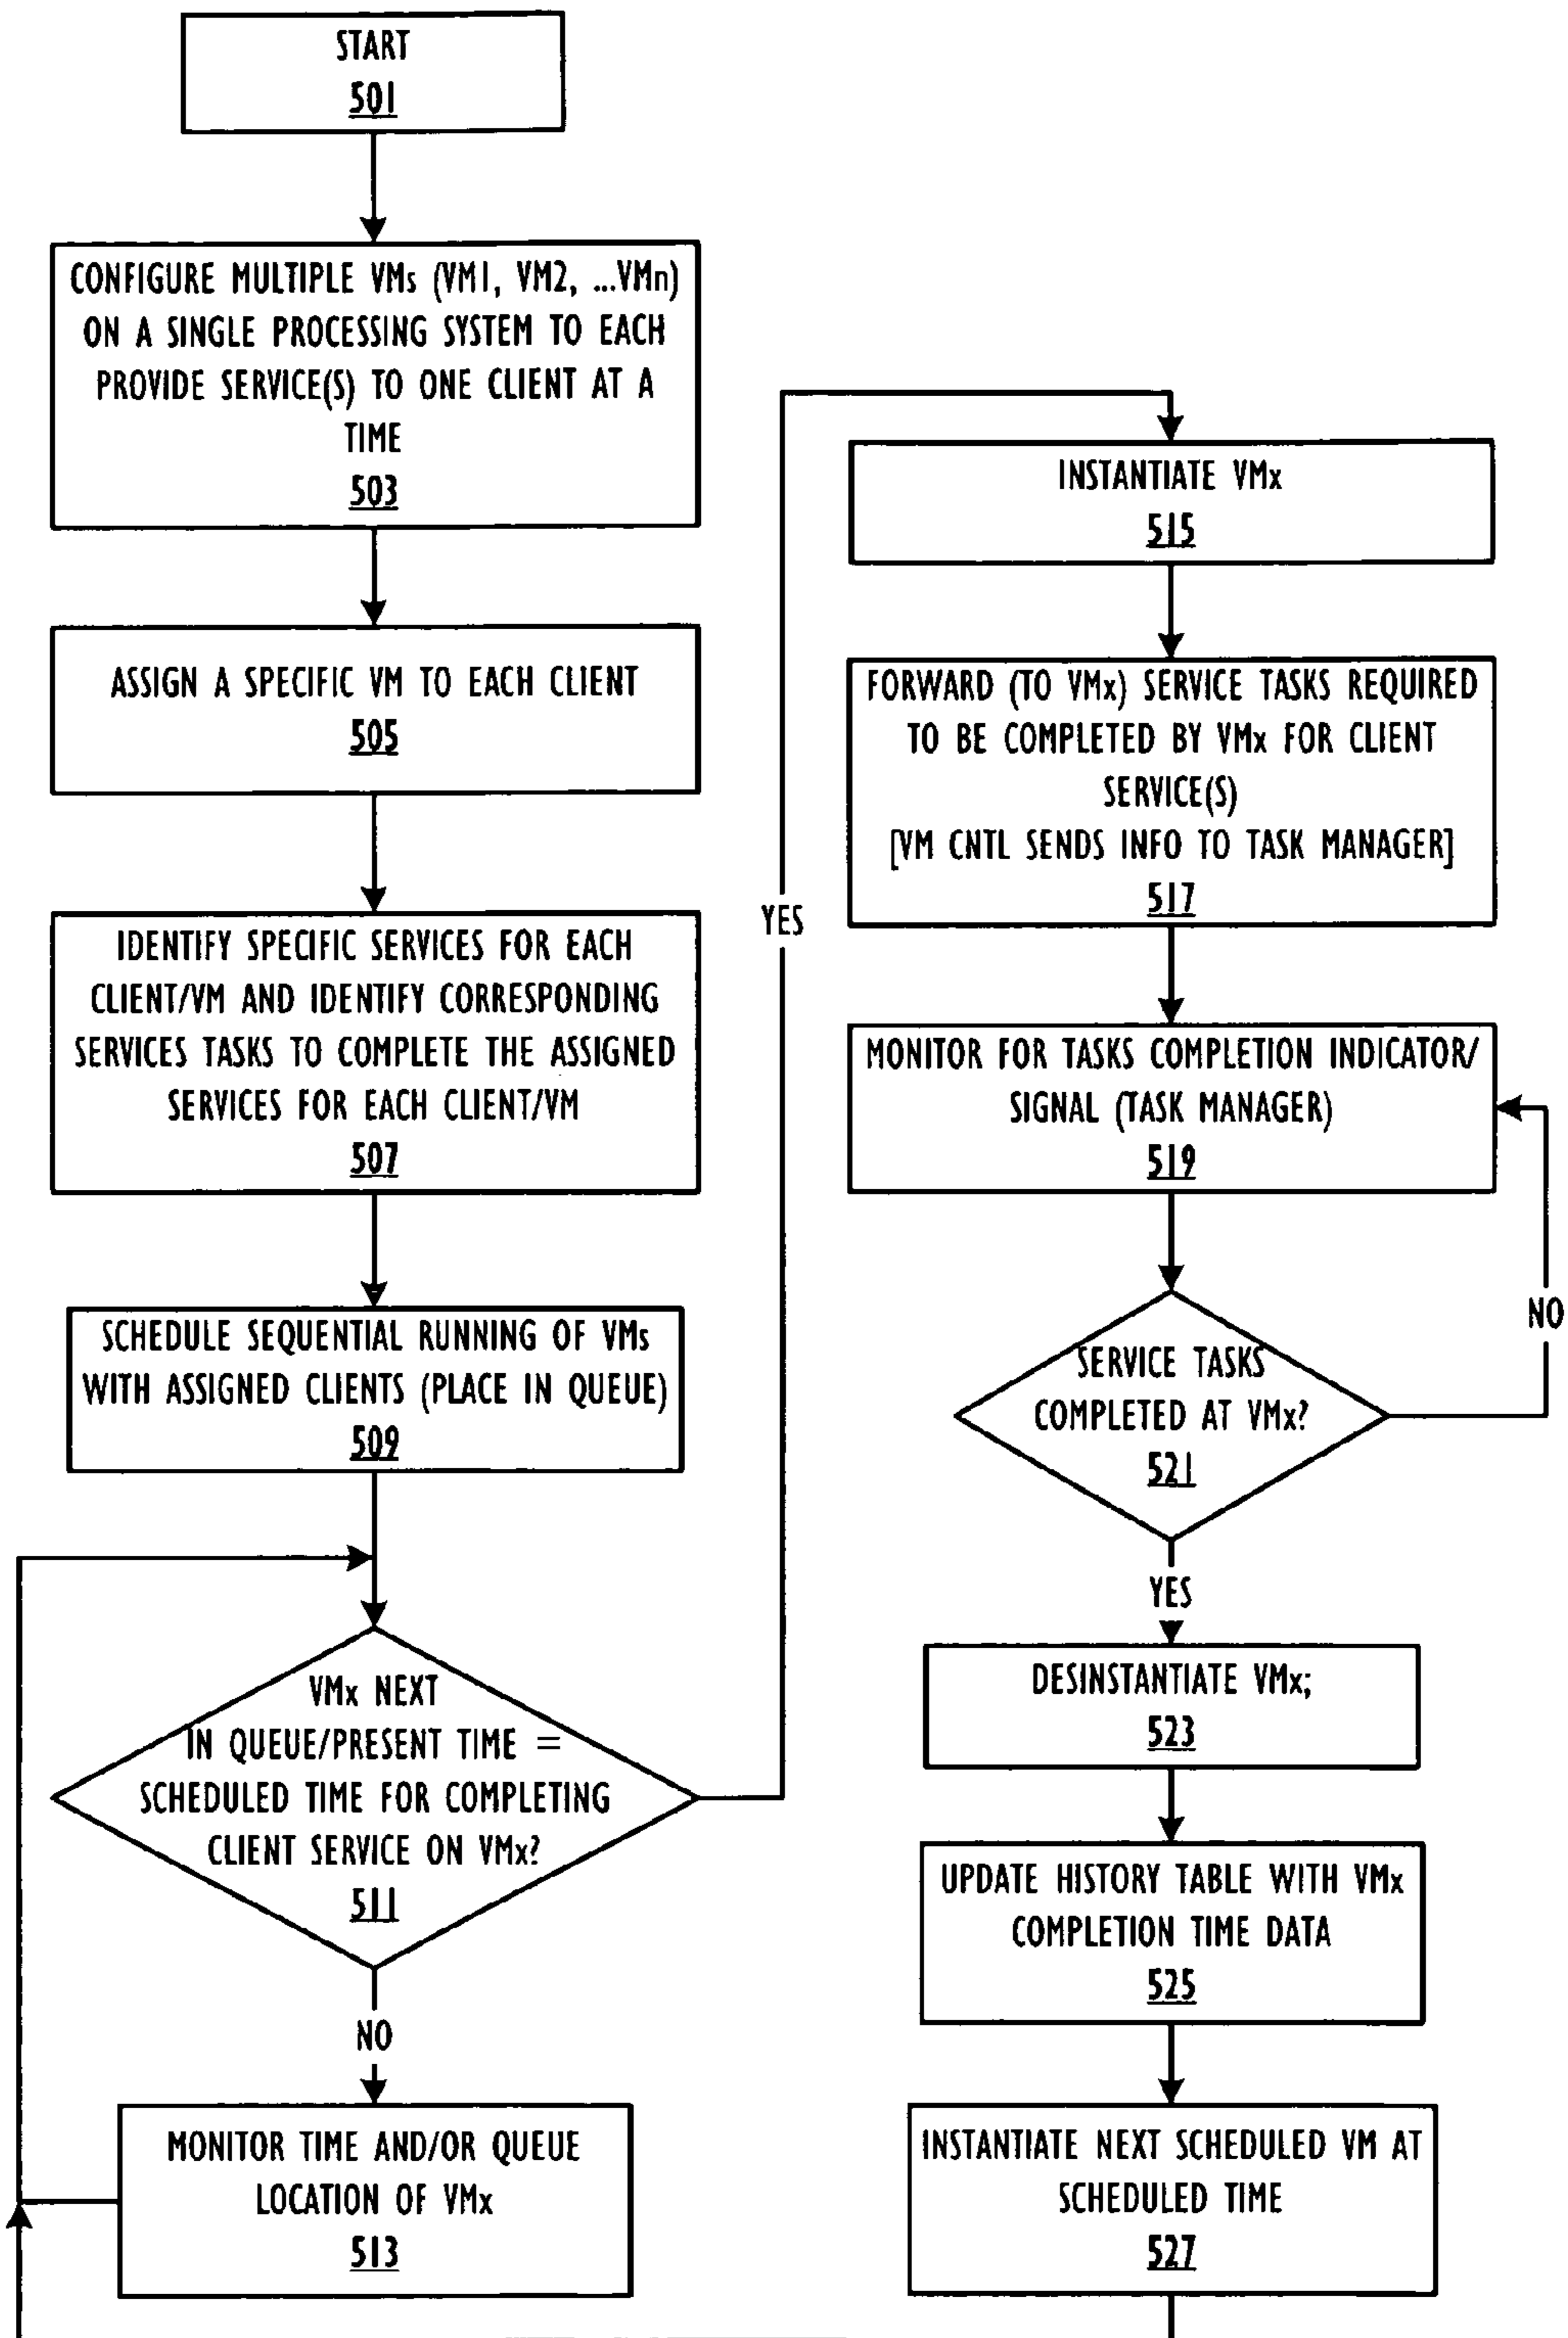 START
501
CONFIGURE MULTIPLE VMs (VM1, VM2, ...VMn)
ON A SINGLE PROCESSING SYSTEM TO EACH
PROVIDE SERVICE(S) TO ONE CLIENT AT A
TIME
503
ASSIGN A SPECIFIC VM TO EACH CLIENT
505
IDENTIFY SPECIFIC SERVICES FOR EACH
CLIENT/VM AND IDENTIFY CORRESPONDING
SERVICES TASKS TO COMPLETE THE ASSIGNED
SERVICES FOR EACH CLIENT/VM
507
SCHEDULE SEQUENTIAL RUNNING OF VMs
WITH ASSIGNED CLIENTS (PLACE IN QUEUE)
509
VMx NEXT
IN QUEUE/PRESENT TIME =
SCHEDULED TIME FOR COMPLETING
CLIENT SERVICE ON VMx?
511
NO
MONITOR TIME AND/OR QUEUE
LOCATION OF VMx
513
YES
INSTANTIATE VMx
515
FORWARD (TO VMx) SERVICE TASKS REQUIRED
TO BE COMPLETED BY VMx FOR CLIENT
SERVICE(S)
[VM CNTL SENDS INFO TO TASK MANAGER]
517
MONITOR FOR TASKS COMPLETION INDICATOR/
SIGNAL (TASK MANAGER)
519
SERVICE TASKS
COMPLETED AT VMx?
521
NO
YES
DESINSTANTIATE VMx;
523
UPDATE HISTORY TABLE WITH VMx
COMPLETION TIME DATA
525
INSTANTIATE NEXT SCHEDULED VM AT
SCHEDULED TIME
527